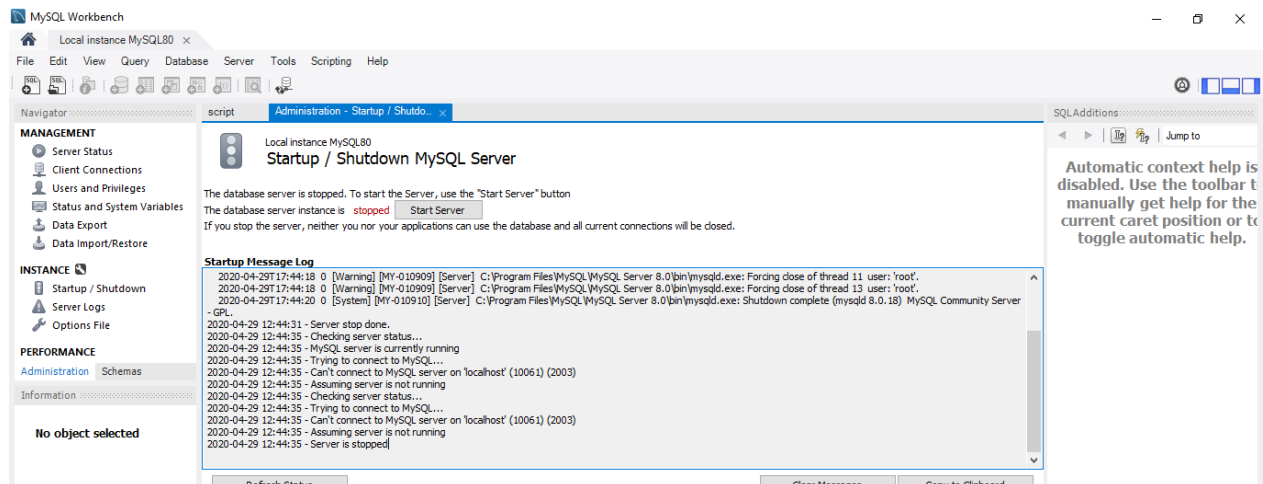 MySQL Workbench
Local instance MySQL80
File Edit View Query Database Server Tools Scripting Help
Navigator
MANAGEMENT
Server Status
Client Connections
Users and Privileges
Status and System Variables
Data Export
Data Import/Restore
INSTANCE
Startup / Shutdown
Server Logs
Options File
PERFORMANCE
Administration Schemas
Information
No object selected
script Administration - Startup / Shutdo...
Local instance MySQL80
Startup / Shutdown MySQL Server
The database server is stopped. To start the Server, use the "Start Server" button
The database server instance is stopped Start Server
If you stop the server, neither you nor your applications can use the database and all current connections will be closed.
Startup Message Log
2020-04-29T17:44:18 0 [Warning] [MY-010909] [Server] C:\Program Files\MySQL\MySQL Server 8.0\bin\mysqld.exe: Forcing close of thread 11 user: 'root'.
2020-04-29T17:44:18 0 [Warning] [MY-010909] [Server] C:\Program Files\MySQL\MySQL Server 8.0\bin\mysqld.exe: Forcing close of thread 13 user: 'root'.
2020-04-29T17:44:20 0 [System] [MY-010910] [Server] C:\Program Files\MySQL\MySQL Server 8.0\bin\mysqld.exe: Shutdown complete (mysqld 8.0.18) MySQL Community Server
- GPL.
2020-04-29 12:44:31 - Server stop done.
2020-04-29 12:44:35 - Checking server status...
2020-04-29 12:44:35 - MySQL server is currently running
2020-04-29 12:44:35 - Trying to connect to MySQL...
2020-04-29 12:44:35 - Can't connect to MySQL server on 'localhost' (10061) (2003)
2020-04-29 12:44:35 - Assuming server is not running
2020-04-29 12:44:35 - Checking server status...
2020-04-29 12:44:35 - Trying to connect to MySQL...
2020-04-29 12:44:35 - Can't connect to MySQL server on 'localhost' (10061) (2003)
2020-04-29 12:44:35 - Assuming server is not running
2020-04-29 12:44:35 - Server is stopped
Refresh Status Clear Messages Copy to Clipboard
SQLAdditions
Jump to
Automatic context help is
disabled. Use the toolbar t
manually get help for the
current caret position or to
toggle automatic help.